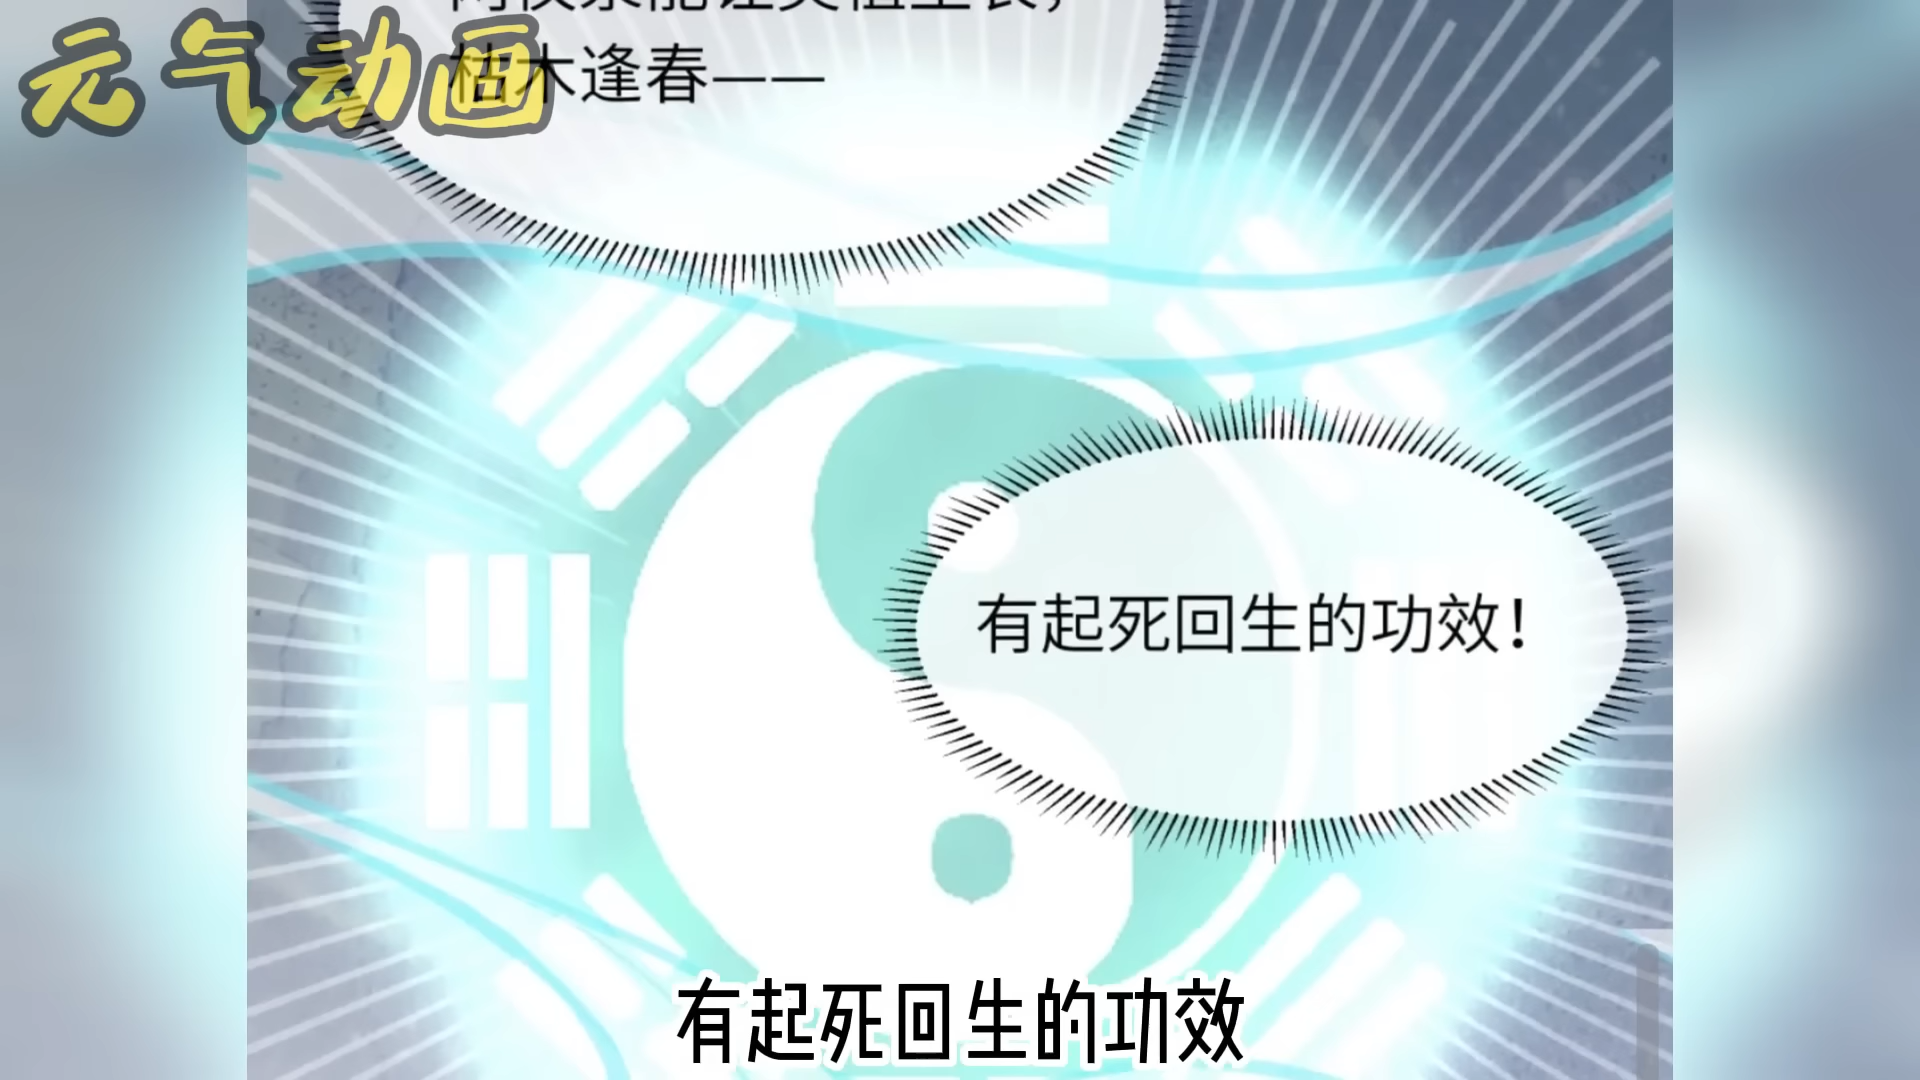 元气动画
枯木逢春——
有起死回生的功效！
有起死回生的功效